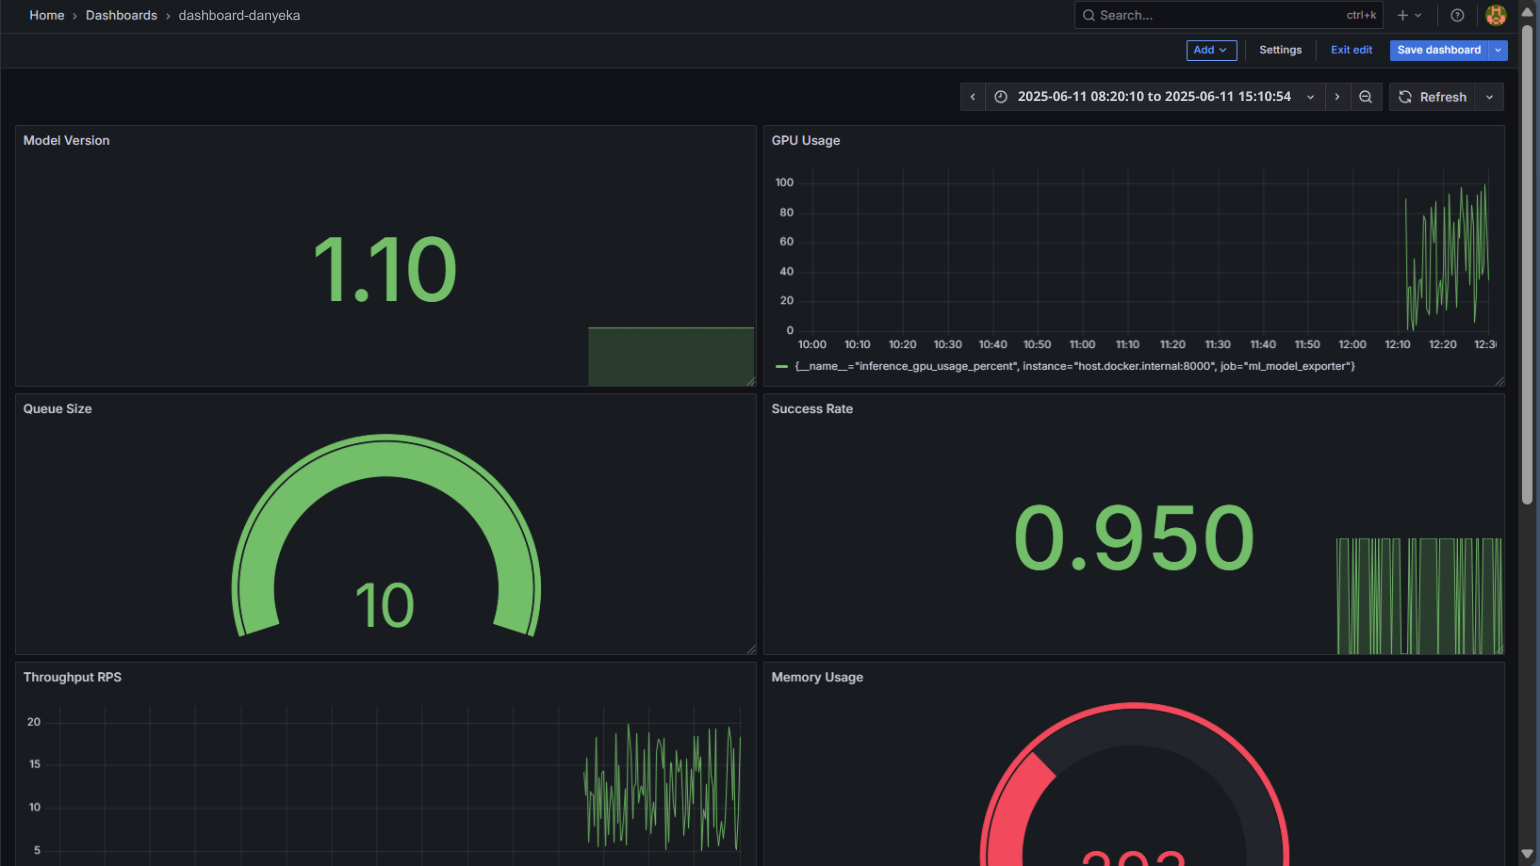 Home › Dashboards › dashboard-danyeka
Search... ctrl+k
Add Settings Exit edit Save dashboard
2025-06-11 08:20:10 to 2025-06-11 15:10:54 Refresh
Model Version
1.10
GPU Usage
100
80
60
40
20
0
10:00 10:10 10:20 10:30 10:40 10:50 11:00 11:10 11:20 11:30 11:40 11:50 12:00 12:10 12:20 12:30
{__name__="inference_gpu_usage_percent", instance="host.docker.internal:8000", job="ml_model_exporter"}
Queue Size
10
Success Rate
0.950
Throughput RPS
20
15
10
5
Memory Usage